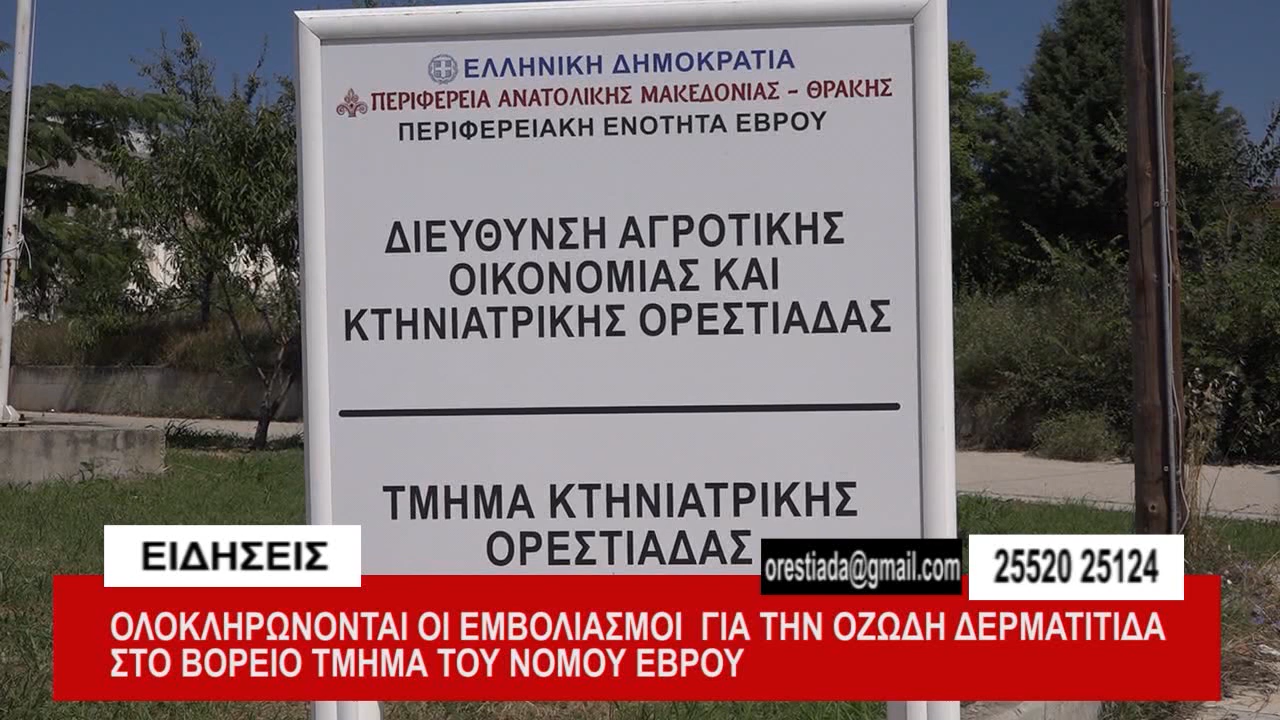 ΕΛΛΗΝΙΚΗ ΔΗΜΟΚΡΑΤΙΑ
ΠΕΡΙΦΕΡΕΙΑ ΑΝΑΤΟΛΙΚΗΣ ΜΑΚΕΔΟΝΙΑΣ - ΘΡΑΚΗΣ
ΠΕΡΙΦΕΡΕΙΑΚΗ ΕΝΟΤΗΤΑ ΕΒΡΟΥ
ΔΙΕΥΘΥΝΣΗ ΑΓΡΟΤΙΚΗΣ
ΟΙΚΟΝΟΜΙΑΣ ΚΑΙ
ΚΤΗΝΙΑΤΡΙΚΗΣ ΟΡΕΣΤΙΑΔΑΣ
ΤΜΗΜΑ ΚΤΗΝΙΑΤΡΙΚΗΣ
ΟΡΕΣΤΙΑΔΑΣ
ΕΙΔΗΣΕΙΣ
orestiada@gmail.com
25520 25124
ΟΛΟΚΛΗΡΩΝΟΝΤΑΙ ΟΙ ΕΜΒΟΛΙΑΣΜΟΙ ΓΙΑ ΤΗΝ ΟΖΩΔΗ ΔΕΡΜΑΤΙΤΙΔΑ
ΣΤΟ ΒΟΡΕΙΟ ΤΜΗΜΑ ΤΟΥ ΝΟΜΟΥ ΕΒΡΟΥ